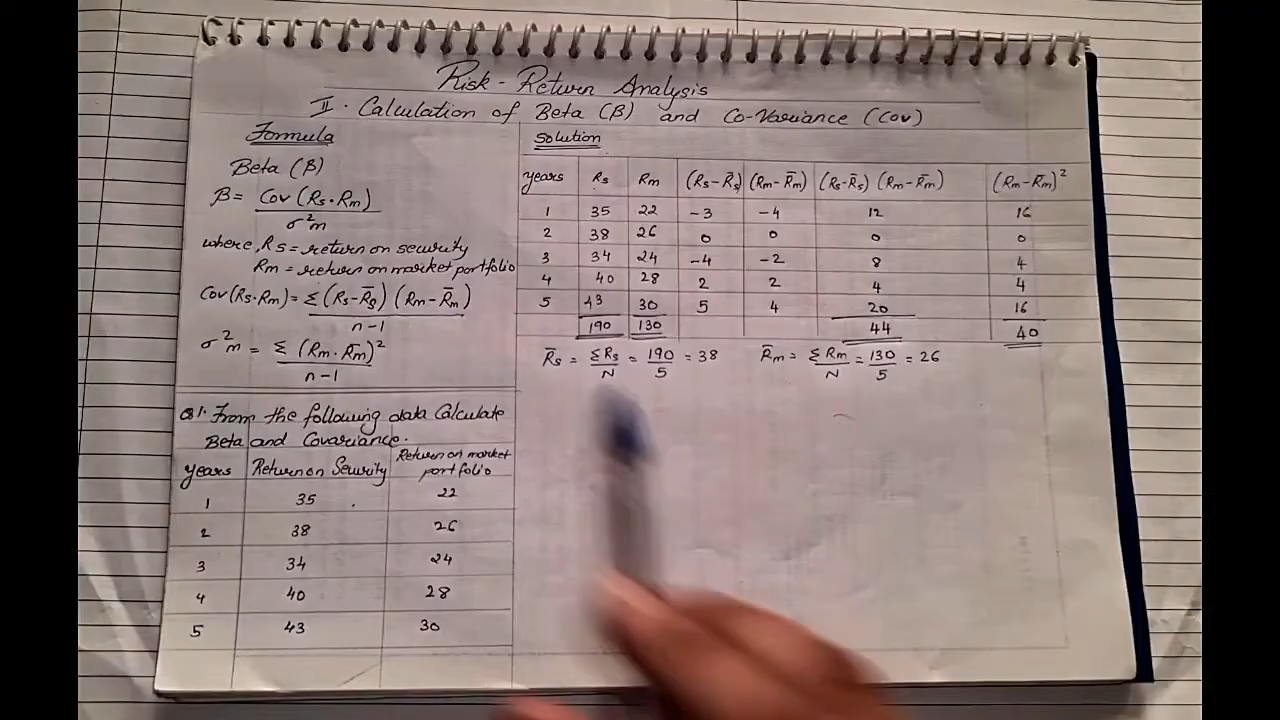 Risk-Return Analysis
II. Calculation of Beta (β) and Co-Variance (Cov)
Formula
Beta (β)
β = Cov (Rs·Rm)
σ²m
where, Rs = return on security
Rm = return on market portfolio
Cov(Rs·Rm) = Σ(Rs-R̄s) (Rm-R̄m)
n-1
σ²m = Σ (Rm·R̄m)²
n-1
Q1. From the following data Calculate
Beta and Covariance.
years Return on Security Return on market portfolio
1 35 22
2 38 26
3 34 24
4 40 28
5 43 30
Solution
years Rs Rm (Rs-R̄s) (Rm-R̄m) (Rs-R̄s) (Rm-R̄m) (Rm-R̄m)²
1 35 22 -3 -4 12 16
2 38 26 0 0 0 0
3 34 24 -4 -2 8 4
4 40 28 2 2 4 4
5 43 30 5 4 20 16
190 130 44 40
R̄s = ΣRs/N = 190/5 = 38 R̄m = ΣRm/N = 130/5 = 26